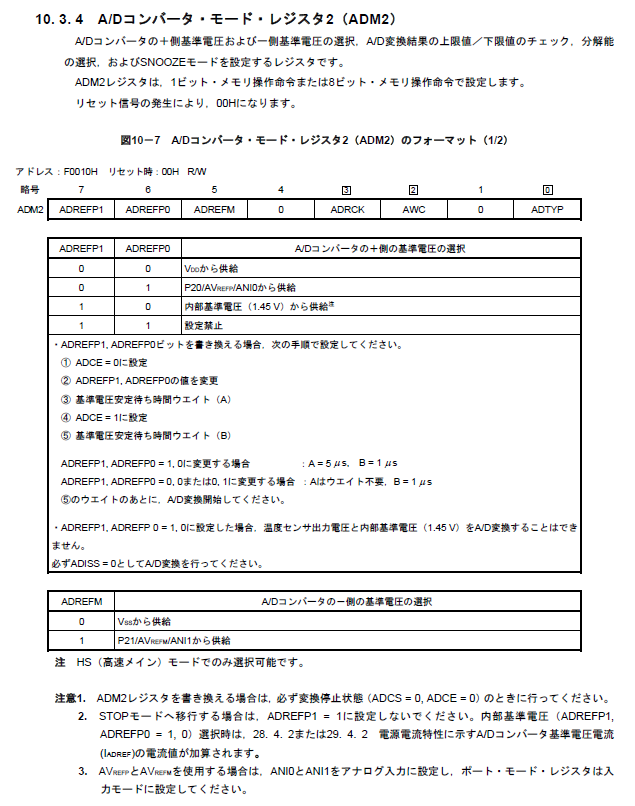 10. 3. 4　A/Dコンバータ・モード・レジスタ2（ADM2）
A/Dコンバータの＋側基準電圧および－側基準電圧の選択，A/D変換結果の上限値／下限値のチェック，分解能
の選択，およびSNOOZEモードを設定するレジスタです。
ADM2レジスタは，1ビット・メモリ操作命令または8ビット・メモリ操作命令で設定します。
リセット信号の発生により，00Hになります。
図10－7　A/Dコンバータ・モード・レジスタ2（ADM2）のフォーマット（1/2）
アドレス：F0010H　リセット時：00H　R/W
略号 7 6 5 4 3 2 1 0
ADM2 ADREFP1 ADREFP0 ADREFM 0 ADRCK AWC 0 ADTYP
ADREFP1 ADREFP0 A/Dコンバータの＋側の基準電圧の選択
0 0 VDDから供給
0 1 P20/AVREFP/ANI0から供給
1 0 内部基準電圧（1.45 V）から供給注
1 1 設定禁止
・ADREFP1, ADREFP0ビットを書き換える場合，次の手順で設定してください。
① ADCE = 0に設定
② ADREFP1, ADREFP0の値を変更
③ 基準電圧安定待ち時間ウエイト（A）
④ ADCE = 1に設定
⑤ 基準電圧安定待ち時間ウエイト（B）
ADREFP1, ADREFP0 = 1, 0に変更する場合　：A = 5 μs， B = 1 μs
ADREFP1, ADREFP0 = 0, 0または0, 1に変更する場合　：Aはウエイト不要，B = 1 μs
⑤のウエイトのあとに，A/D変換開始してください。
・ADREFP1, ADREFP 0 = 1, 0に設定した場合，温度センサ出力電圧と内部基準電圧（1.45 V）をA/D変換することはでき
ません。
必ずADISS = 0としてA/D変換を行ってください。
ADREFM A/Dコンバータの－側の基準電圧の選択
0 VSSから供給
1 P21/AVREFM/ANI1から供給
注　HS（高速メイン）モードでのみ選択可能です。
注意1.　ADM2レジスタを書き換える場合は，必ず変換停止状態（ADCS = 0, ADCE = 0）のときに行ってください。
2.　STOPモードへ移行する場合は，ADREFP1 = 1に設定しないでください。内部基準電圧（ADREFP1,
ADREFP0 = 1, 0）選択時は，28. 4. 2または29. 4. 2　電源電流特性に示すA/Dコンバータ基準電圧電流
(IADREF)の電流値が加算されます。
3.　AVREFPとAVREFMを使用する場合は，ANI0とANI1をアナログ入力に設定し，ポート・モード・レジスタは入
力モードに設定してください。